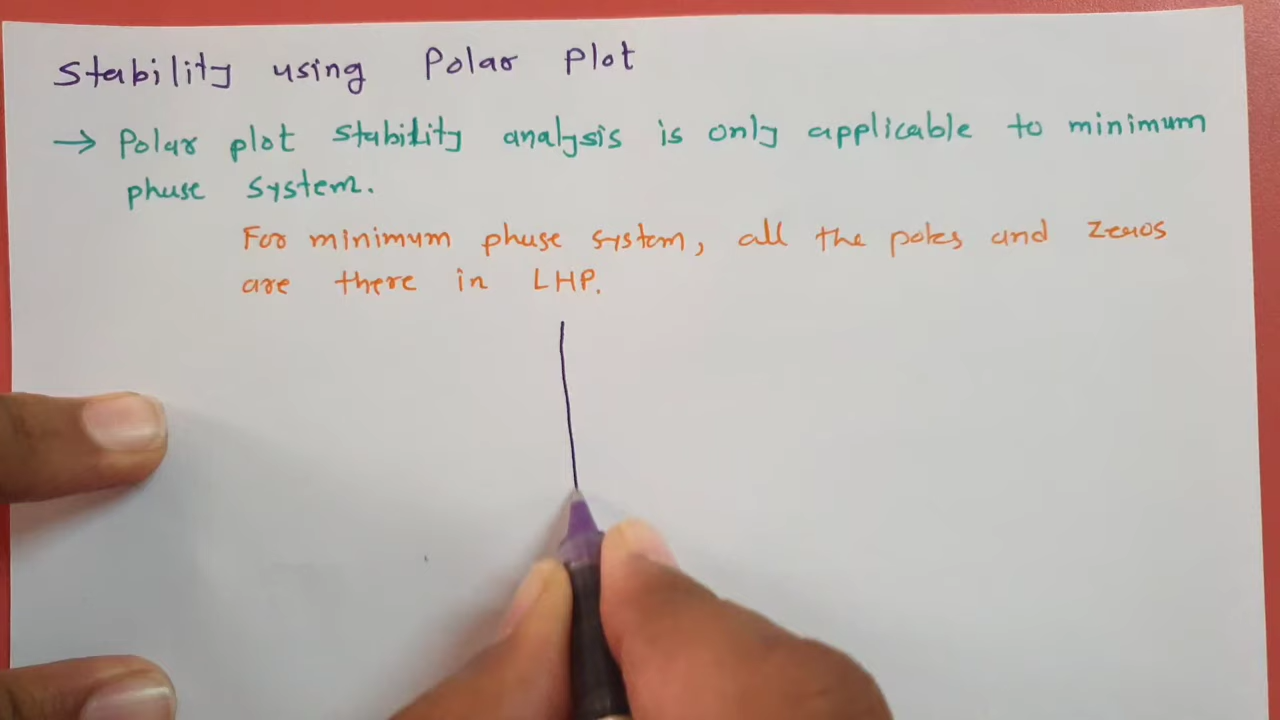 Stability using Polar Plot
→ Polar plot stability analysis is only applicable to minimum
phase system.
For minimum phase system, all the poles and zeros
are there in LHP.